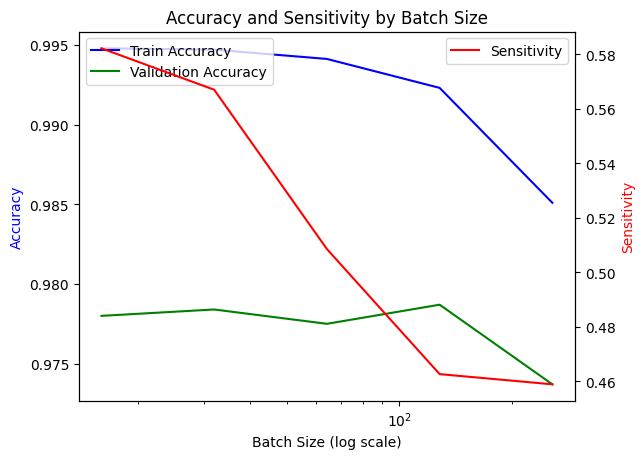 Accuracy and Sensitivity by Batch Size
Train Accuracy
Validation Accuracy
Sensitivity
0.995
0.990
0.985
0.980
0.975
Accuracy
0.58
0.56
0.54
0.52
0.50
0.48
0.46
Sensitivity
10²
Batch Size (log scale)